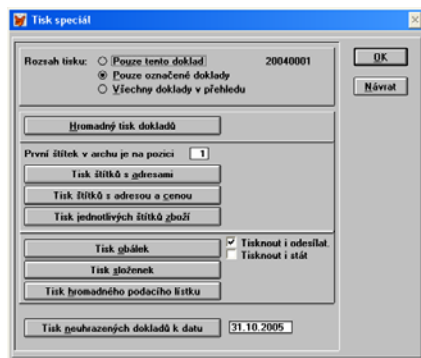 Tisk speciál
Rozsah tisku: Pouze tento doklad 20040001
Pouze označené doklady
Všechny doklady v přehledu
OK
Návrat
Hromadný tisk dokladů
První štítek v archu je na pozici 1
Tisk štítků s adresami
Tisk štítků s adresou a cenou
Tisk jednotlivých štítků zboží
Tisk obálek Tisknout i odesílat.
Tisknout i stát
Tisk složenek
Tisk hromadného podacího lístku
Tisk neuhrazených dokladů k datu 31.10.2005